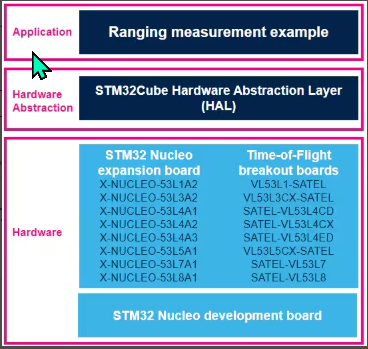 Application
Ranging measurement example
Hardware
Abstraction
STM32Cube Hardware Abstraction Layer
(HAL)
Hardware
STM32 Nucleo
expansion board
X-NUCLEO-53L1A2
X-NUCLEO-53L3A2
X-NUCLEO-53L4A1
X-NUCLEO-53L4A2
X-NUCLEO-53L4A3
X-NUCLEO-53L5A1
X-NUCLEO-53L7A1
X-NUCLEO-53L8A1
Time-of-Flight
breakout boards
VL53L1-SATEL
VL53L3CX-SATEL
SATEL-VL53L4CD
SATEL-VL53L4CX
SATEL-VL53L4ED
VL53L5CX-SATEL
SATEL-VL53L7
SATEL-VL53L8
STM32 Nucleo development board